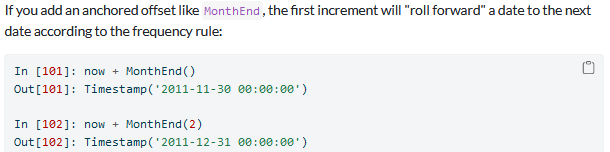 If you add an anchored offset like MonthEnd, the first increment will "roll forward" a date to the next
date according to the frequency rule:
In [101]: now + MonthEnd()
Out[101]: Timestamp('2011-11-30 00:00:00')
In [102]: now + MonthEnd(2)
Out[102]: Timestamp('2011-12-31 00:00:00')